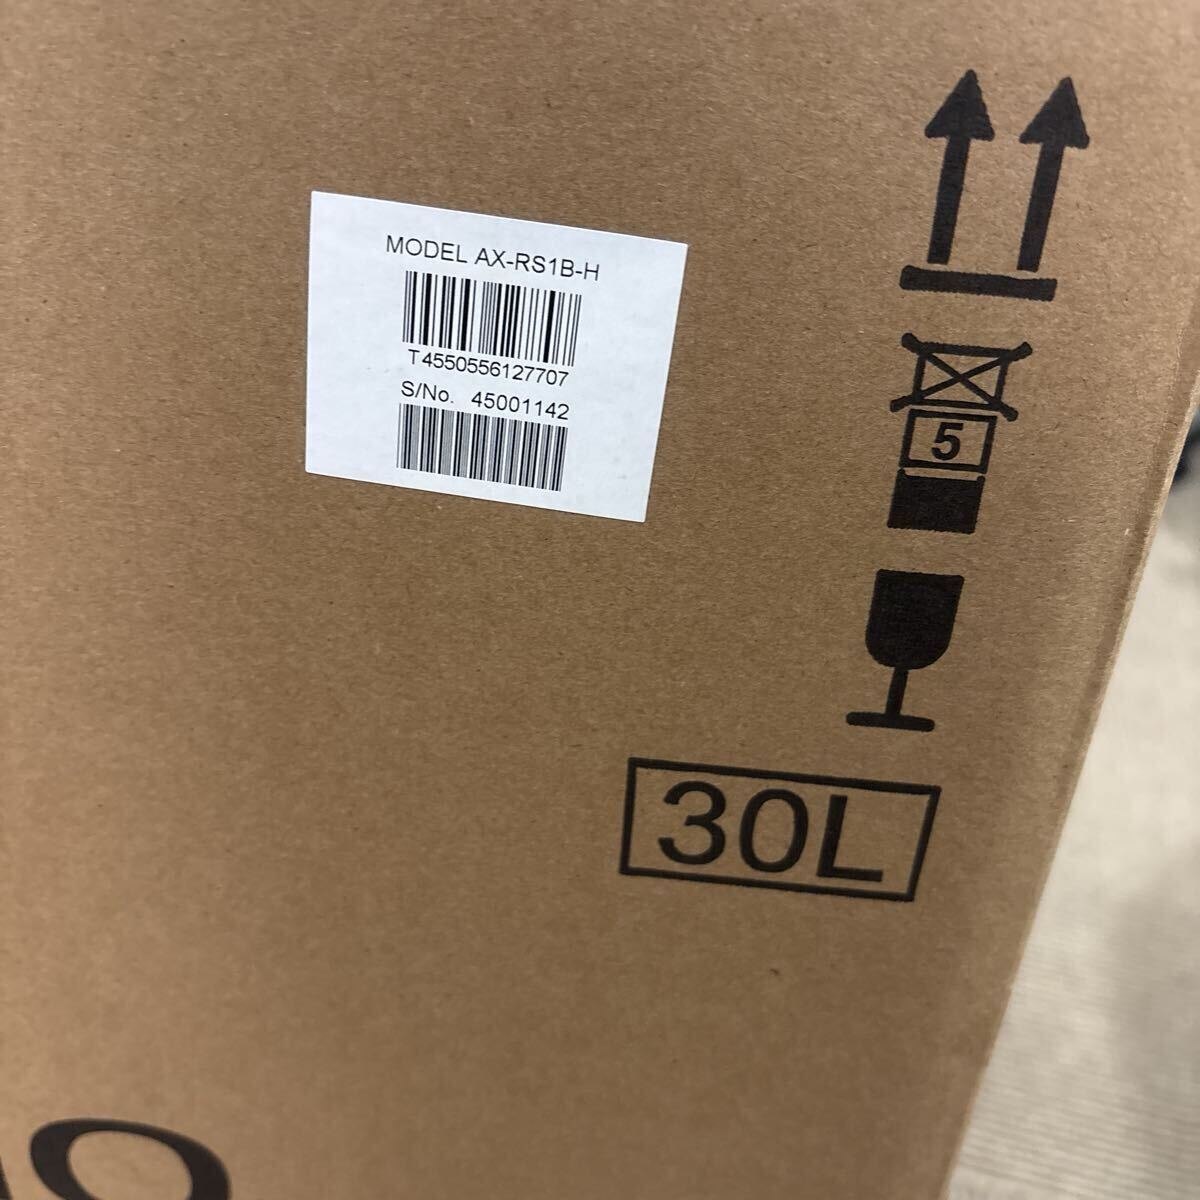 MODEL AX-RS1B-H
T4550556127707
S/No. 45001142
5
30L